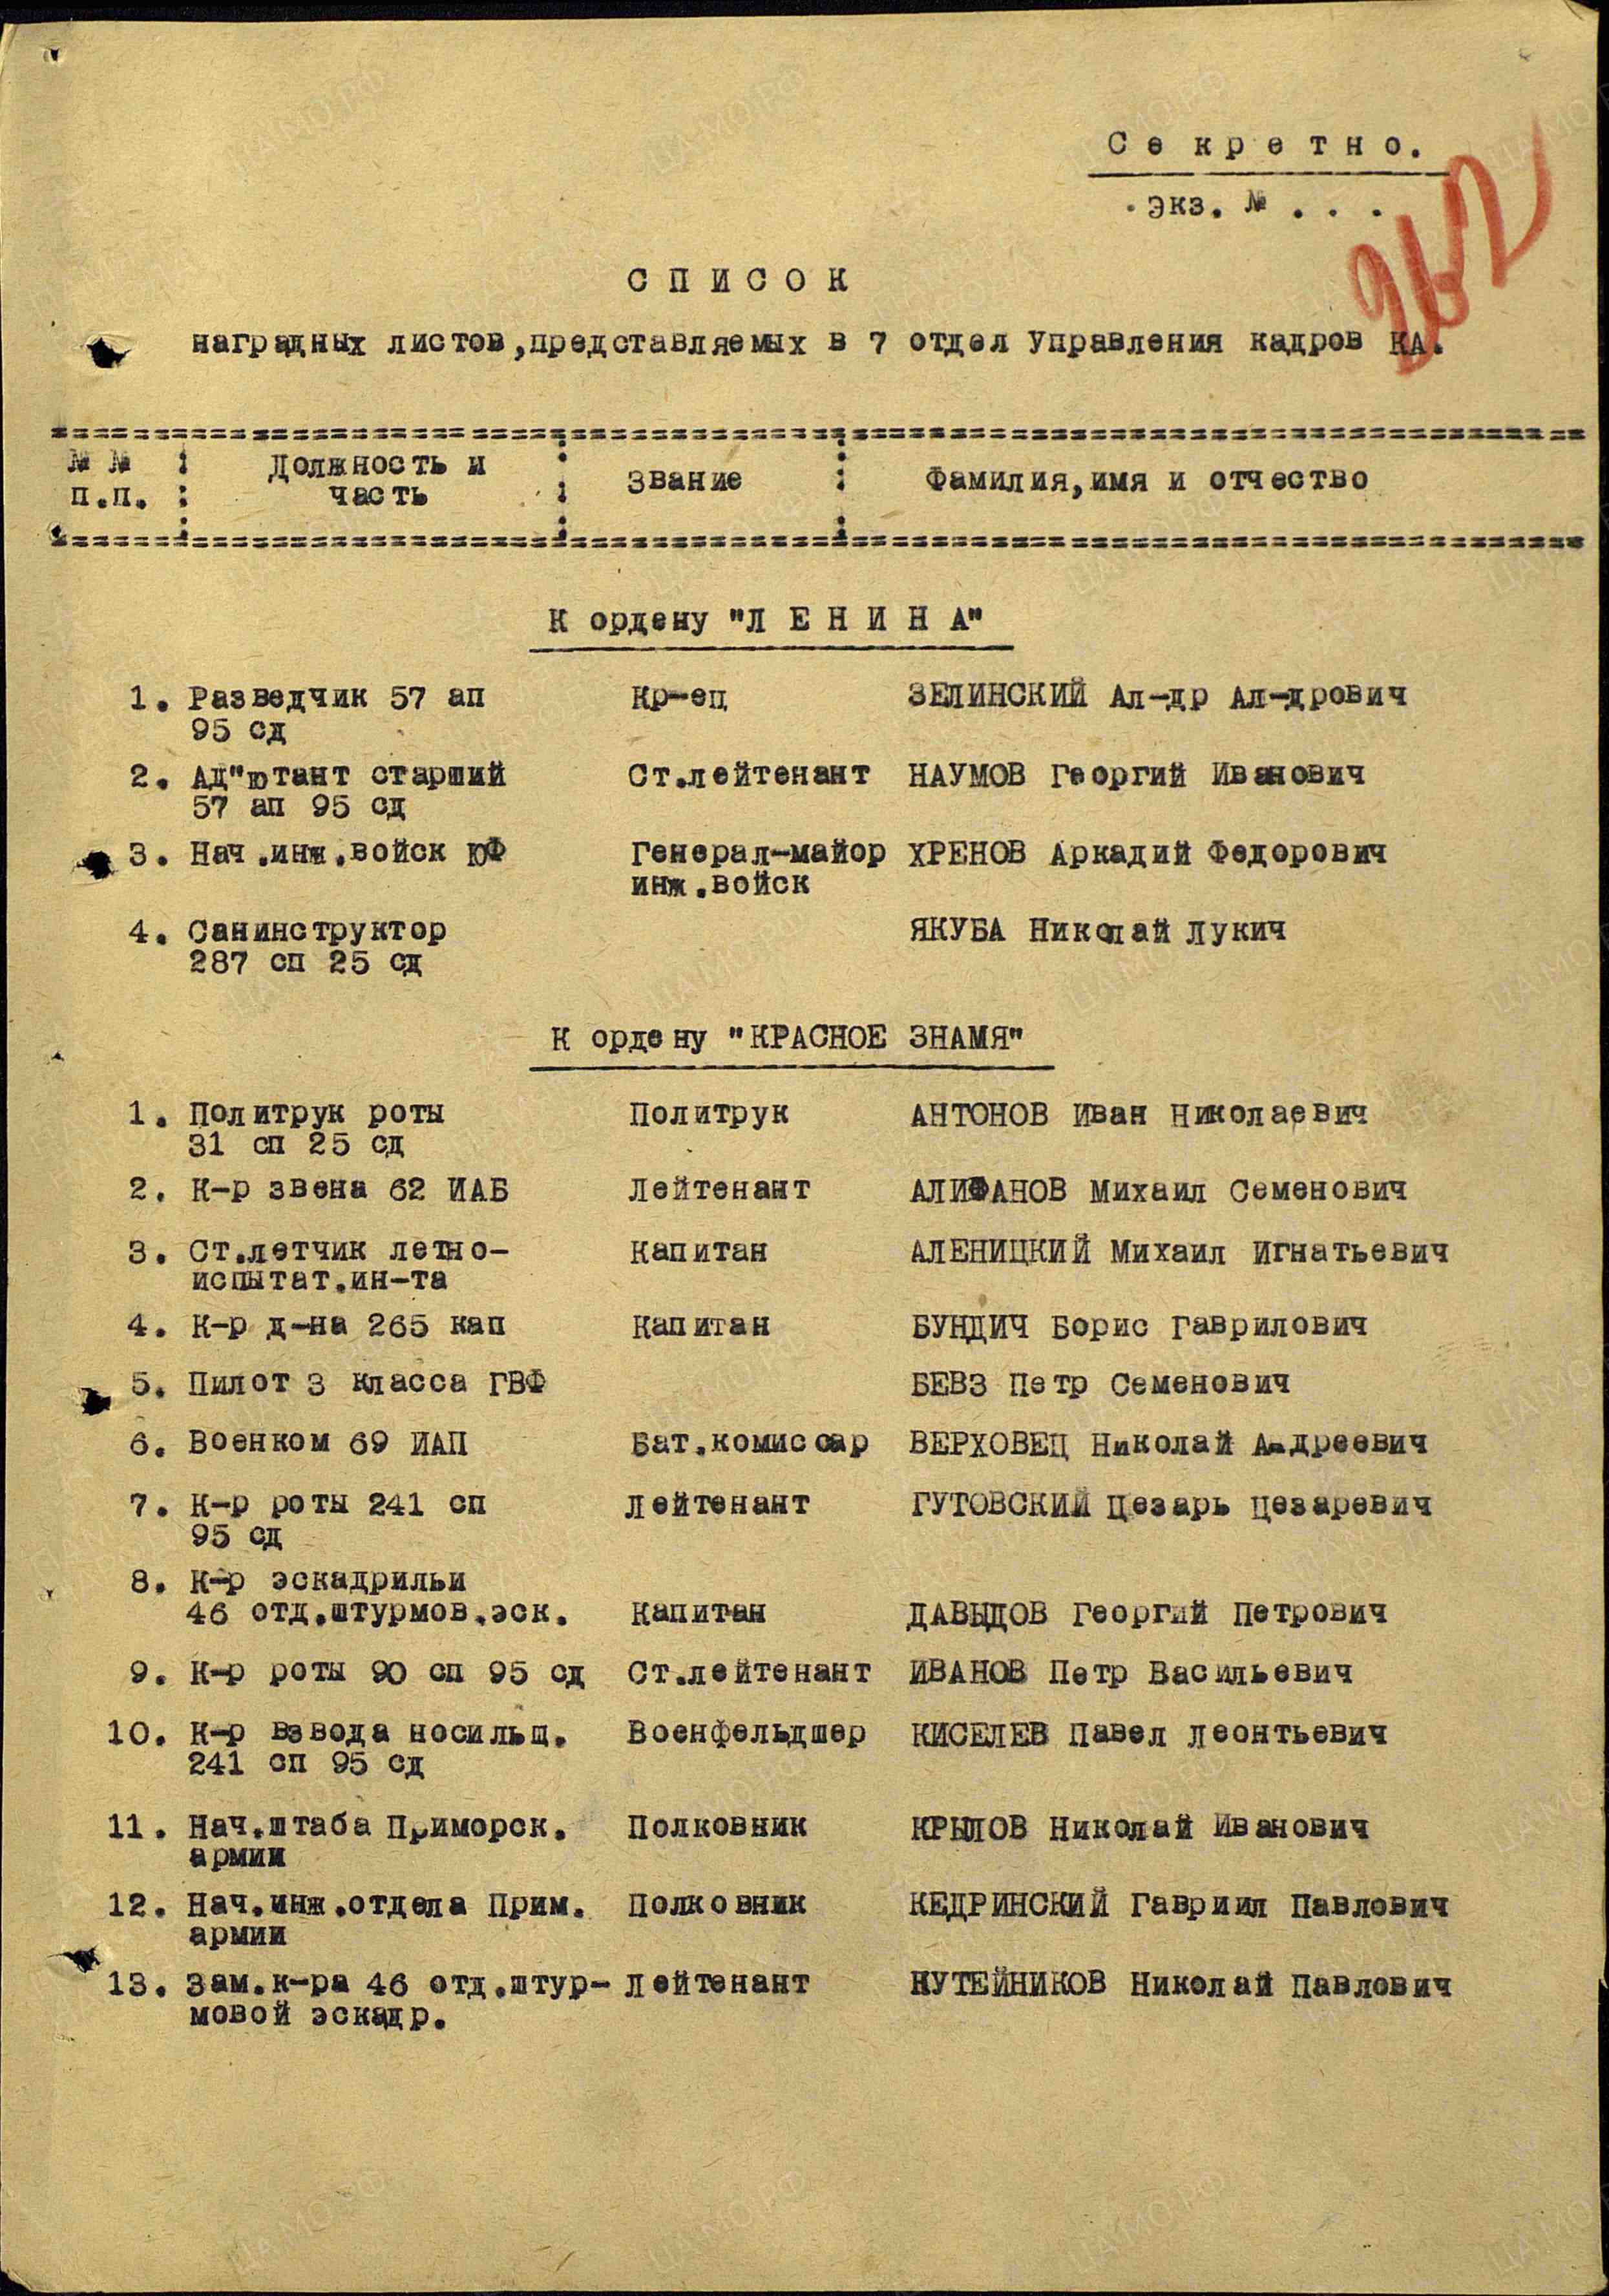 Секретно.
экз. № . . .
262
СПИСОК
наградных листов,представляемых в 7 отдел Управления кадров КА.
№ № п.п. : Должность и часть : Звание : Фамилия,имя и отчество
К ордену "ЛЕНИНА"
1. Разведчик 57 ап Кр-ец ЗЕЛИНСКИЙ Ал-др Ал-дрович
95 сд
2. Ад"ютант старший Ст.лейтенант НАУМОВ Георгий Иванович
57 ап 95 сд
3. Нач.инж.войск ЮФ Генерал-майор ХРЕНОВ Аркадий Федорович
инж.войск
4. Санинструктор ЯКУБА Николай Лукич
287 сп 25 сд
К ордену "КРАСНОЕ ЗНАМЯ"
1. Политрук роты Политрук АНТОНОВ Иван Николаевич
31 сп 25 сд
2. К-р звена 62 ИАБ Лейтенант АЛИФАНОВ Михаил Семенович
3. Ст.летчик летно- Капитан АЛЕНИЦКИЙ Михаил Игнатьевич
испытат.ин-та
4. К-р д-на 265 кап Капитан БУНДИЧ Борис Гаврилович
5. Пилот 3 класса ГВФ БЕВЗ Петр Семенович
6. Военком 69 ИАП Бат.комиссар ВЕРХОВЕЦ Николай Андреевич
7. К-р роты 241 сп Лейтенант ГУТОВСКИЙ Цезарь Цезаревич
95 сд
8. К-р эскадрильи
46 отд.штурмов.эск. Капитан ДАВЫДОВ Георгий Петрович
9. К-р роты 90 сп 95 сд Ст.лейтенант ИВАНОВ Петр Васильевич
10. К-р взвода носильщ. Военфельдшер КИСЕЛЕВ Павел Леонтьевич
241 сп 95 сд
11. Нач.штаба Приморск. Полковник КРЫЛОВ Николай Иванович
армии
12. Нач.инж.отдела Прим. Полковник КЕДРИНСКИЙ Гавриил Павлович
армии
13. Зам.к-ра 46 отд.штур- Лейтенант КУТЕЙНИКОВ Николай Павлович
мовой эскадр.